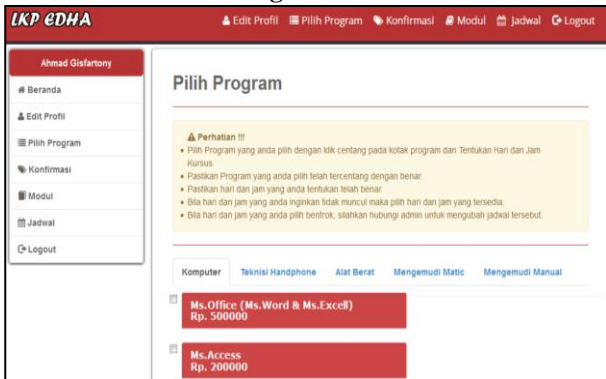 LKP EDHA
Edit Profil Pilih Program Konfirmasi Modul Jadwal Logout
Ahmad Gisfartony
Beranda
Edit Profil
Pilih Program
Konfirmasi
Modul
Jadwal
Logout
Pilih Program
Perhatian !!!
• Pilih Program yang anda pilih dengan klik centang pada kotak program dan Tentukan Hari dan Jam
Kursus.
• Pastikan Program yang anda pilih telah tercentang dengan benar.
• Pastikan hari dan jam yang anda tentukan telah benar.
• Bila hari dan jam yang anda inginkan tidak muncul maka pilih hari dan jam yang tersedia.
• Bila hari dan jam yang anda pilih bentrok, silahkan hubungi admin untuk mengubah jadwal tersebut.
Komputer Teknisi Handphone Alat Berat Mengemudi Matic Mengemudi Manual
Ms.Office (Ms.Word & Ms.Excell)
Rp. 500000
Ms.Access
Rp. 200000